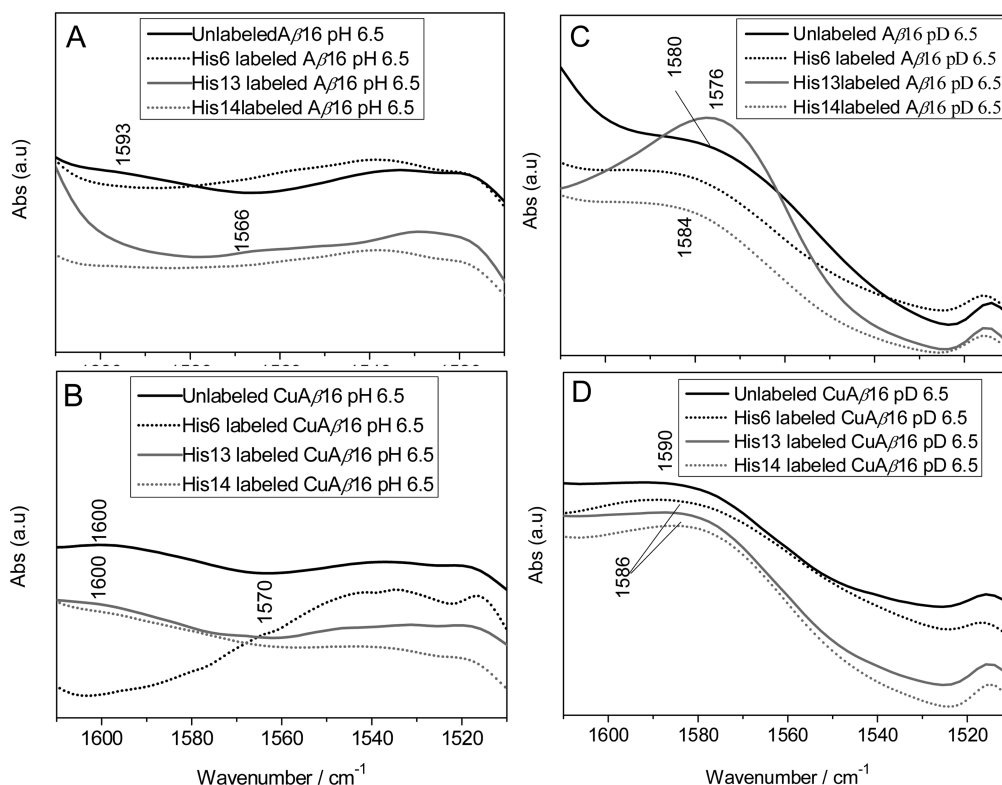 A
UnlabeledAβ16 pH 6.5
His6 labeled Aβ16 pH 6.5
His13 labeled Aβ16 pH 6.5
His14labeled Aβ16 pH 6.5
1593
1566
Abs (a.u)
C
Unlabeled Aβ16 pD 6.5
His6 labeled Aβ16 pD 6.5
His13labeled Aβ16 pD 6.5
His14labeled Aβ16 pD 6.5
1580
1576
1584
Abs (a.u)
B
Unlabeled CuAβ16 pH 6.5
His6 labeled CuAβ16 pH 6.5
His13 labeled CuAβ16 pH 6.5
His14 labeled CuAβ16 pH 6.5
1600
1600
1570
Abs (a.u)
1600 1580 1560 1540 1520
Wavenumber / cm⁻¹
D
Unlabeled CuAβ16 pD 6.5
His6 labeled CuAβ16 pD 6.5
His13 labeled CuAβ16 pD 6.5
His14 labeled CuAβ16 pD 6.5
1590
1586
Abs (a.u)
1600 1580 1560 1540 1520
Wavenumber / cm⁻¹